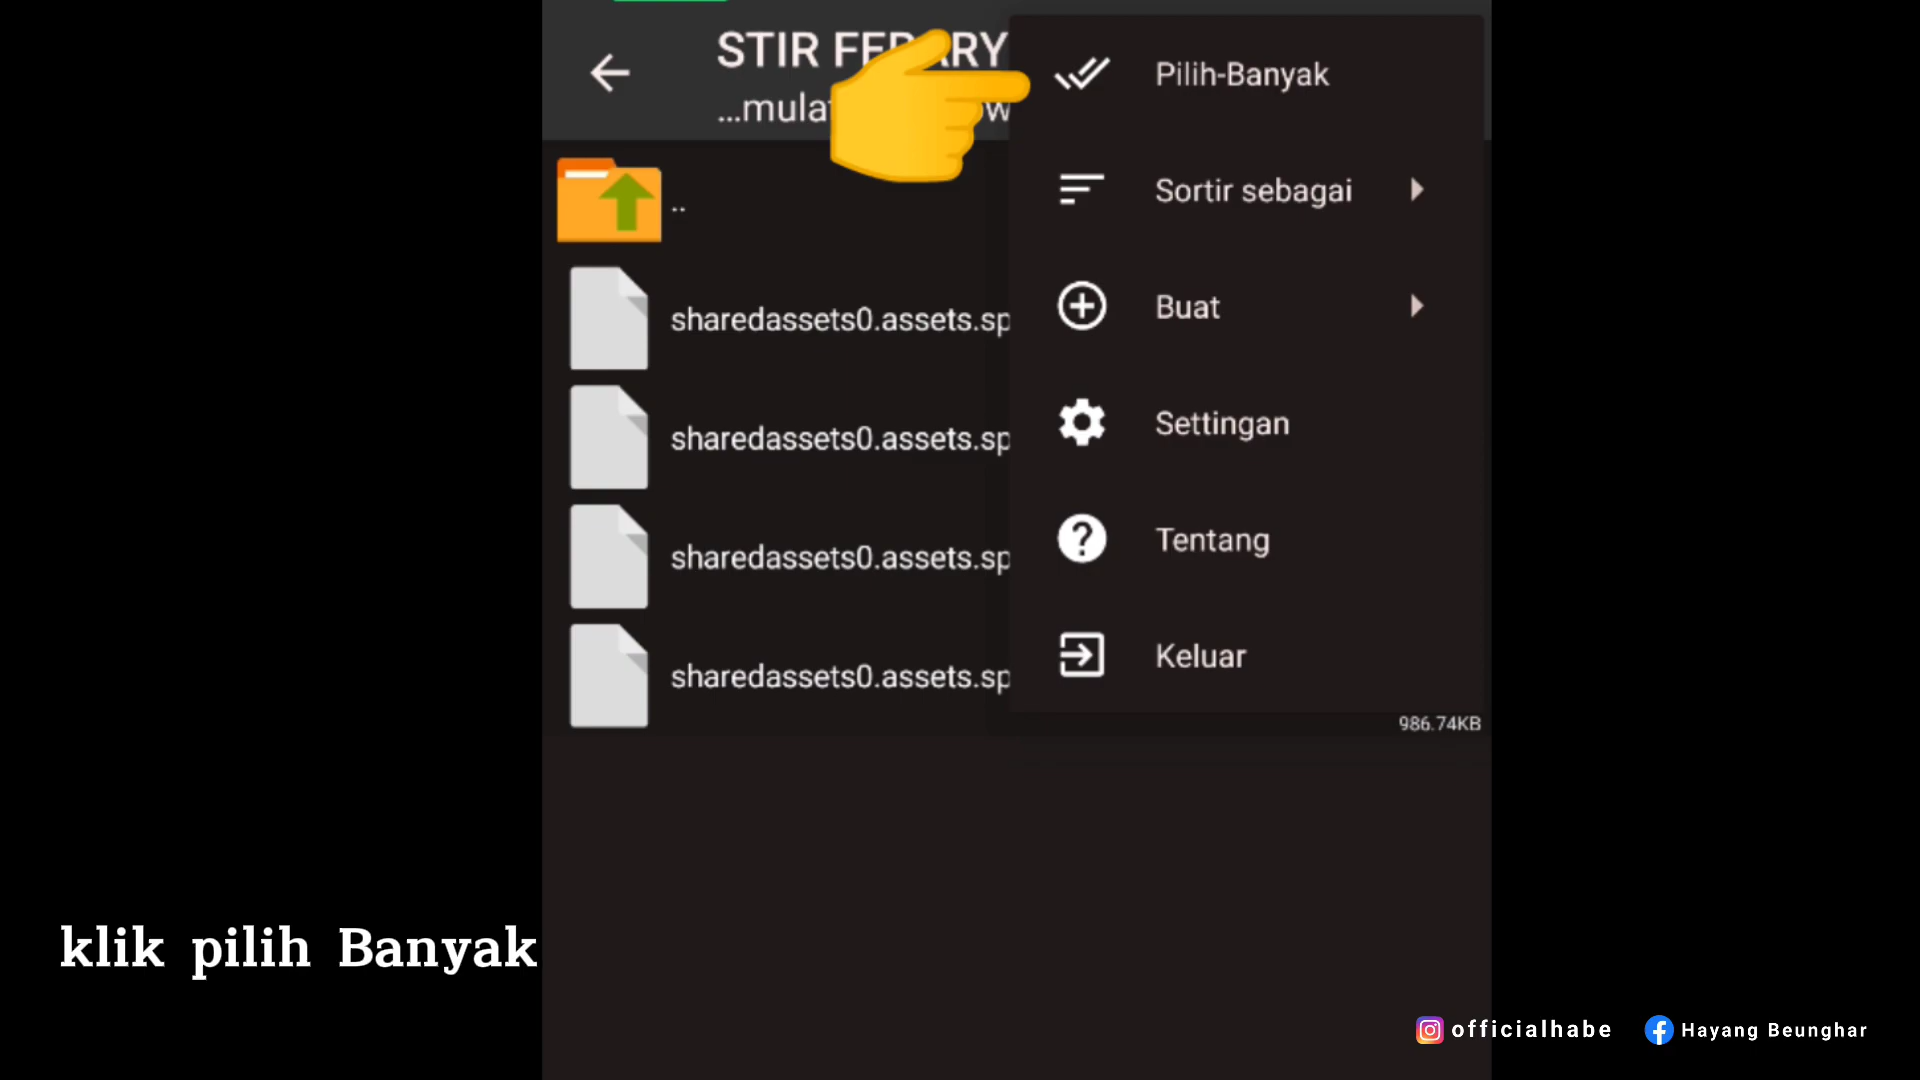 STIR FERARY
...mula
Pilih-Banyak
Sortir sebagai
Buat
Settingan
Tentang
Keluar
..
sharedassets0.assets.sp
sharedassets0.assets.sp
sharedassets0.assets.sp
sharedassets0.assets.sp
986.74KB
klik pilih Banyak
officialhabe
Hayang Beunghar